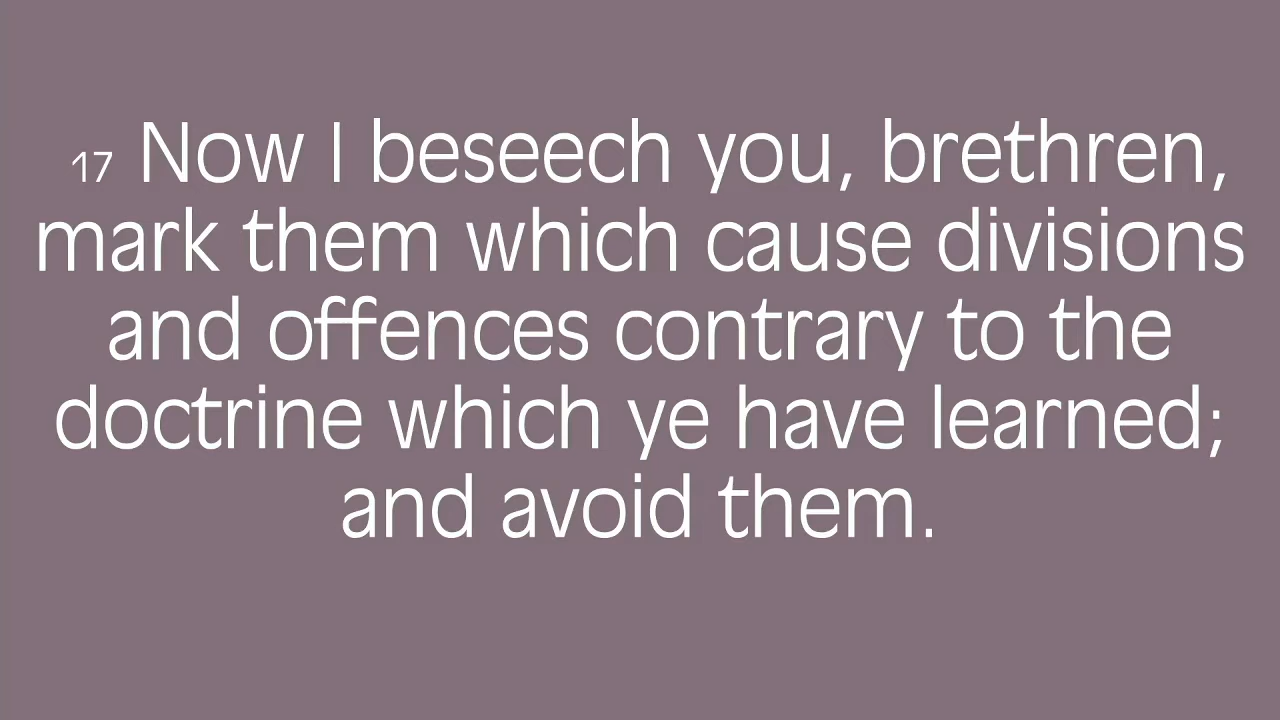 17 Now I beseech you, brethren,
mark them which cause divisions
and offences contrary to the
doctrine which ye have learned;
and avoid them.